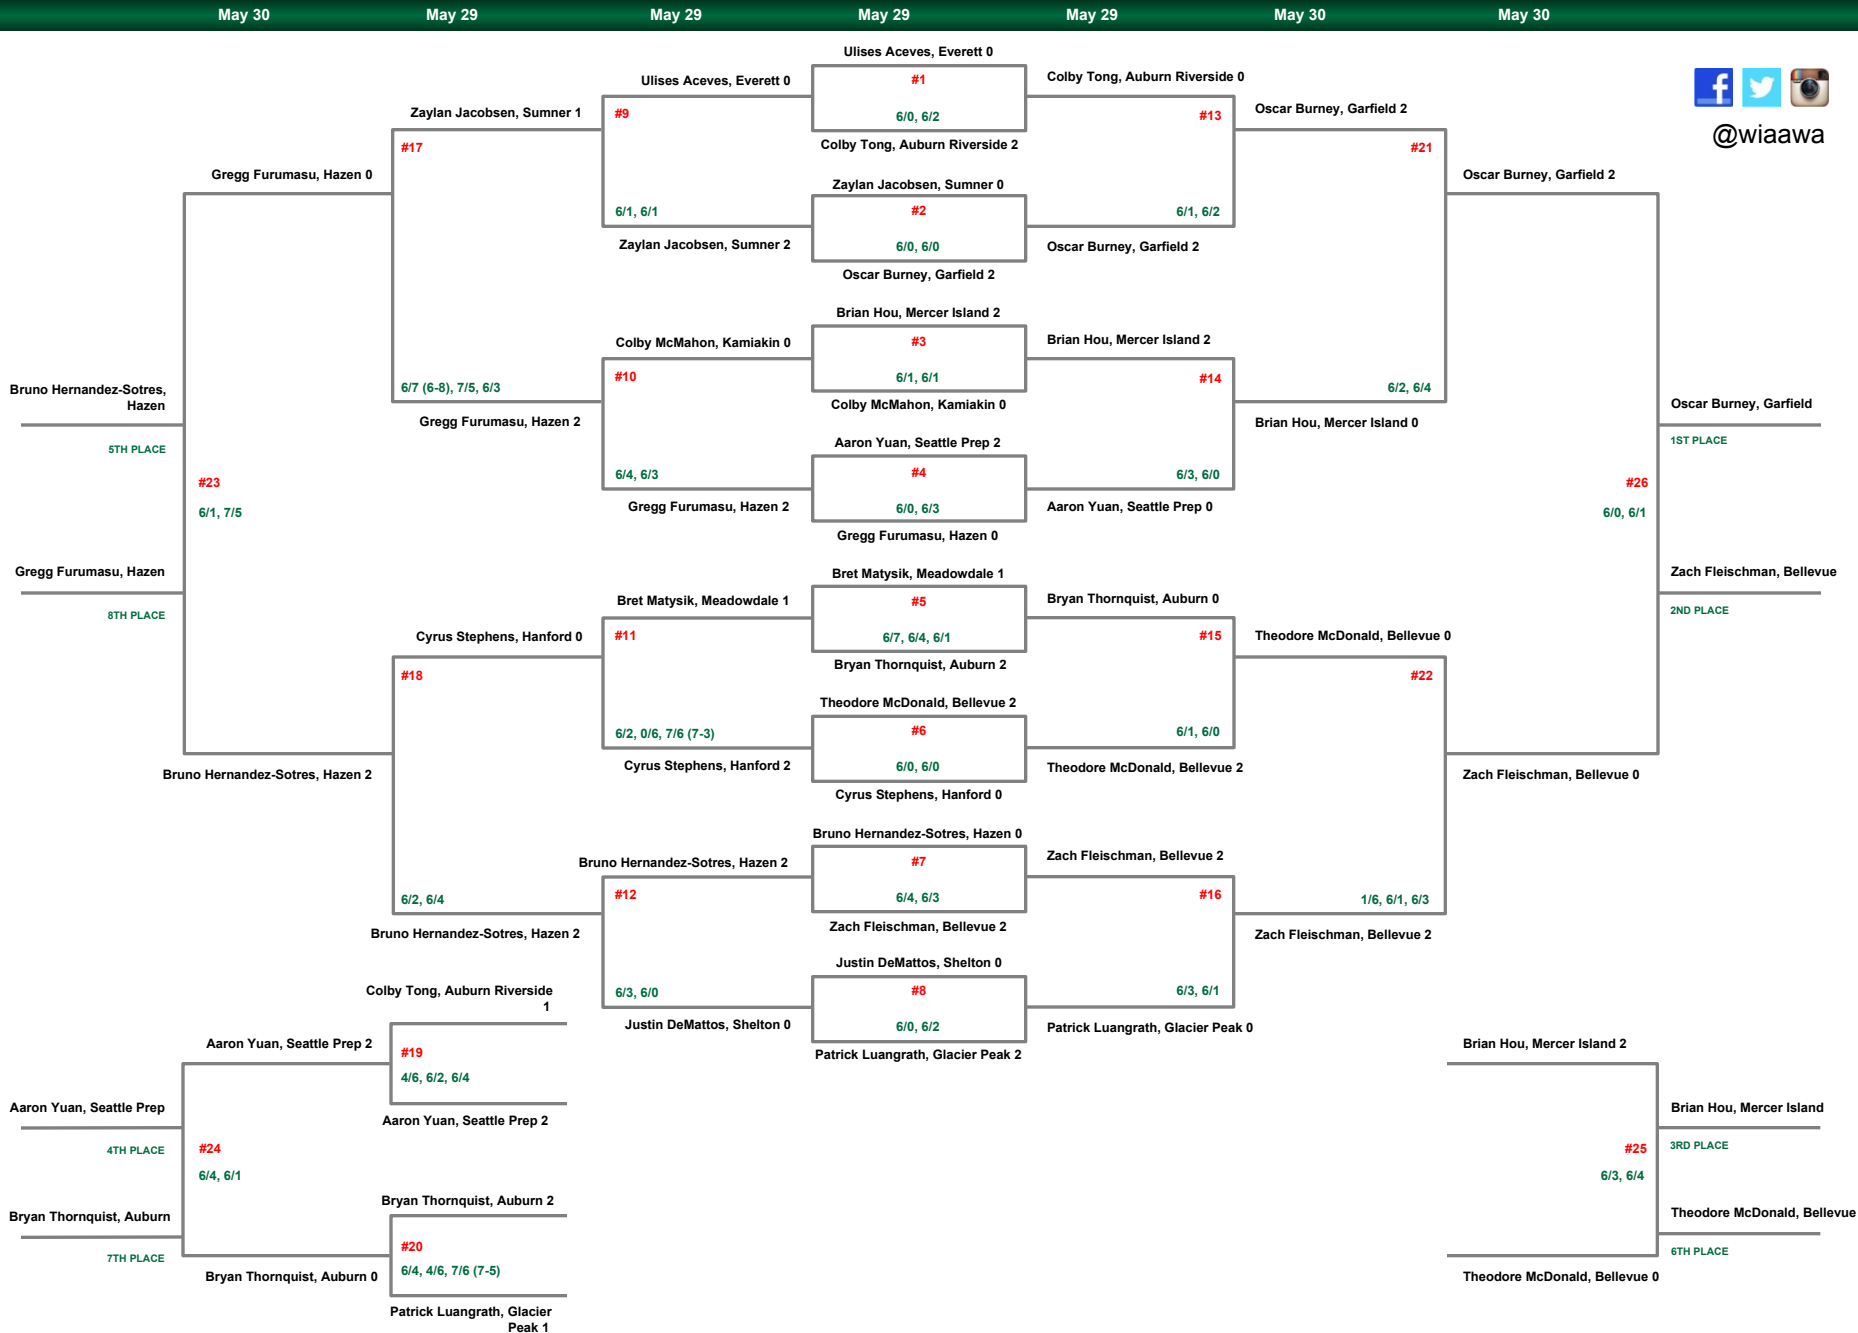 May 30 May 29 May 29 May 29 May 29 May 30 May 30
Ulises Aceves, Everett 0
Ulises Aceves, Everett 0 #1 Colby Tong, Auburn Riverside 0
Zaylan Jacobsen, Sumner 1 #9 6/0, 6/2 #13 Oscar Burney, Garfield 2
@wiaawa
#17 Colby Tong, Auburn Riverside 2 #21
Gregg Furumasu, Hazen 0 Zaylan Jacobsen, Sumner 0 Oscar Burney, Garfield 2
6/1, 6/1 #2 6/1, 6/2
Zaylan Jacobsen, Sumner 2 6/0, 6/0 Oscar Burney, Garfield 2
Oscar Burney, Garfield 2
Brian Hou, Mercer Island 2
Colby McMahon, Kamiakin 0 #3 Brian Hou, Mercer Island 2
#10 6/1, 6/1 #14
Bruno Hernandez-Sotres,
Hazen
6/7 (6-8), 7/5, 6/3 6/2, 6/4
Colby McMahon, Kamiakin 0 Oscar Burney, Garfield
Gregg Furumasu, Hazen 2 Brian Hou, Mercer Island 0
5TH PLACE Aaron Yuan, Seattle Prep 2 1ST PLACE
#23 6/4, 6/3 #4 6/3, 6/0 #26
6/1, 7/5 Gregg Furumasu, Hazen 2 6/0, 6/3 Aaron Yuan, Seattle Prep 0 6/0, 6/1
Gregg Furumasu, Hazen 0
Gregg Furumasu, Hazen Bret Matysik, Meadowdale 1 Zach Fleischman, Bellevue
8TH PLACE Bret Matysik, Meadowdale 1 #5 Bryan Thornquist, Auburn 0 2ND PLACE
Cyrus Stephens, Hanford 0 #11 6/7, 6/4, 6/1 #15 Theodore McDonald, Bellevue 0
#18 Bryan Thornquist, Auburn 2 #22
Theodore McDonald, Bellevue 2
6/2, 0/6, 7/6 (7-3) #6 6/1, 6/0
Cyrus Stephens, Hanford 2 6/0, 6/0 Theodore McDonald, Bellevue 2
Bruno Hernandez-Sotres, Hazen 2 Zach Fleischman, Bellevue 0
Cyrus Stephens, Hanford 0
Bruno Hernandez-Sotres, Hazen 0
Bruno Hernandez-Sotres, Hazen 2 #7 Zach Fleischman, Bellevue 2
6/2, 6/4 #12 6/4, 6/3 #16 1/6, 6/1, 6/3
Bruno Hernandez-Sotres, Hazen 2 Zach Fleischman, Bellevue 2 Zach Fleischman, Bellevue 2
Justin DeMattos, Shelton 0
Colby Tong, Auburn Riverside
1
6/3, 6/0 #8 6/3, 6/1
Justin DeMattos, Shelton 0 6/0, 6/2 Patrick Luangrath, Glacier Peak 0
Aaron Yuan, Seattle Prep 2 #19 Patrick Luangrath, Glacier Peak 2 Brian Hou, Mercer Island 2
4/6, 6/2, 6/4
Aaron Yuan, Seattle Prep Aaron Yuan, Seattle Prep 2 Brian Hou, Mercer Island
4TH PLACE #24 #25 3RD PLACE
6/4, 6/1 6/3, 6/4
Bryan Thornquist, Auburn Bryan Thornquist, Auburn 2 Theodore McDonald, Bellevue
7TH PLACE #20 6TH PLACE
Bryan Thornquist, Auburn 0 6/4, 4/6, 7/6 (7-5) Theodore McDonald, Bellevue 0
Patrick Luangrath, Glacier
Peak 1